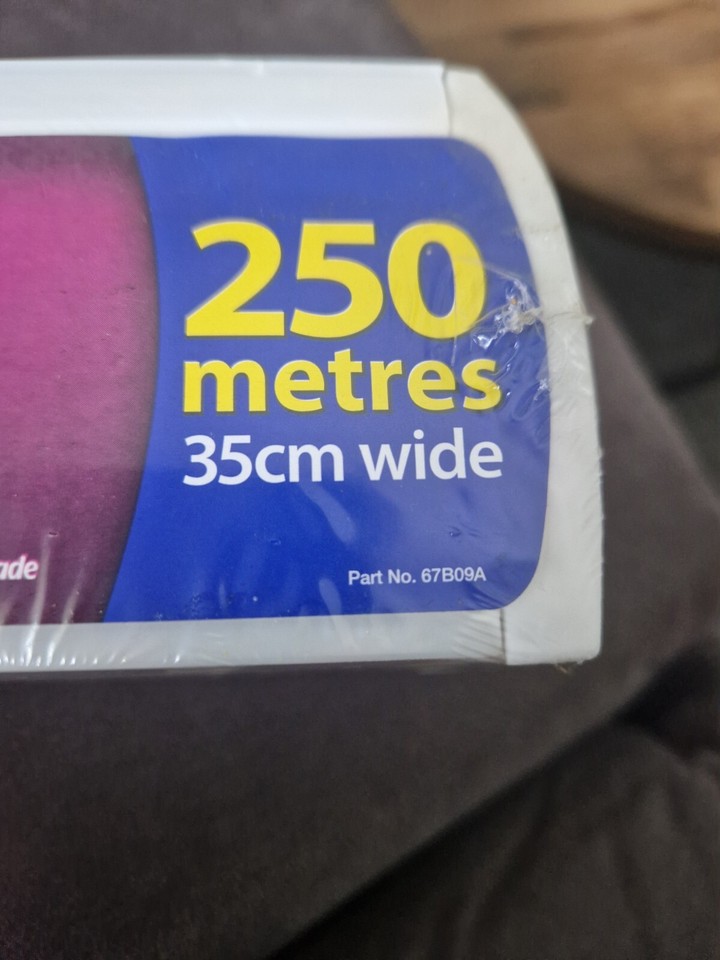 250
metres
35cm wide
Part No. 67B09A